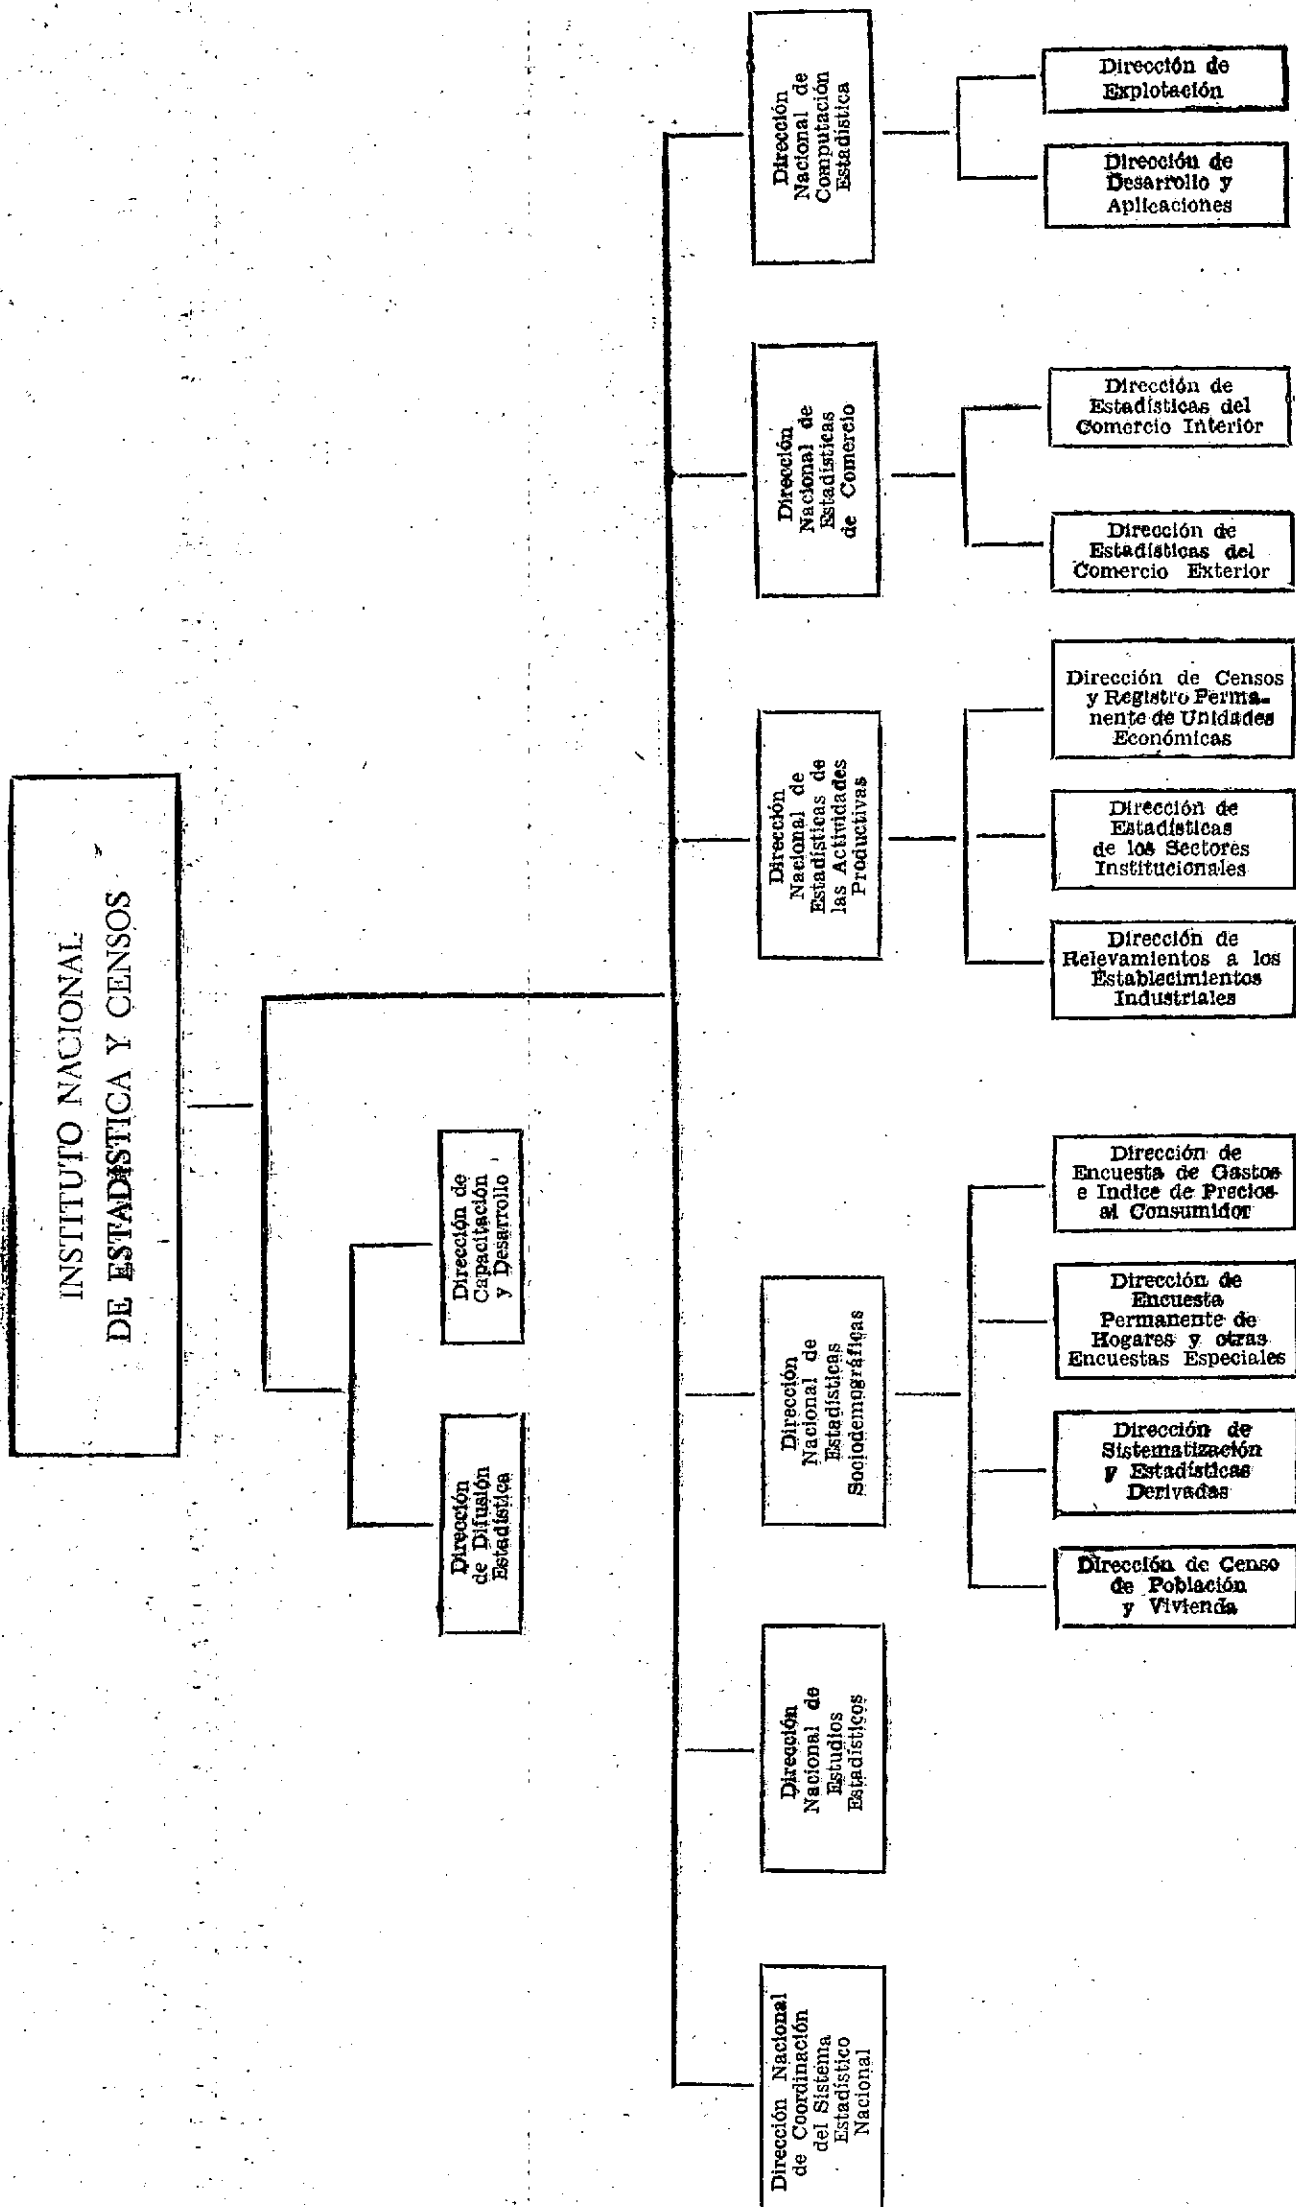 INSTITUTO NACIONAL
DE ESTADISTICA Y CENSOS
Dirección
de Difusión
Estadística
Dirección de
Capacitación
y Desarrollo
Dirección Nacional
de Coordinación
del Sistema
Estadístico
Nacional
Dirección
Nacional de
Estudios
Estadísticos
Dirección
Nacional de
Estadísticas
Sociodemográficas
Dirección
Nacional de
Estadísticas de
las Actividades
Productivas
Dirección
Nacional de
Estadísticas
de Comercio
Dirección
Nacional de
Computación
Estadística
Dirección de Censo
de Población
y Vivienda
Dirección de
Sistematización
y Estadísticas
Derivadas
Dirección de
Encuesta
Permanente de
Hogares y otras
Encuestas Especiales
Dirección de
Encuesta de Gastos
e Indice de Precios
al Consumidor
Dirección de
Relevamientos a los
Establecimientos
Industriales
Dirección de
Estadísticas
de los Sectores
Institucionales
Dirección de Censos
y Registro Perma-
nente de Unidades
Económicas
Dirección de
Estadísticas del
Comercio Exterior
Dirección de
Estadísticas del
Comercio Interior
Dirección de
Desarrollo y
Aplicaciones
Dirección de
Explotación